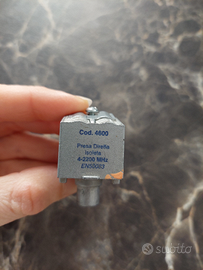 Cod. 4600
Presa Diretta
Isolata
4-2200 MHz
EN50083
subito